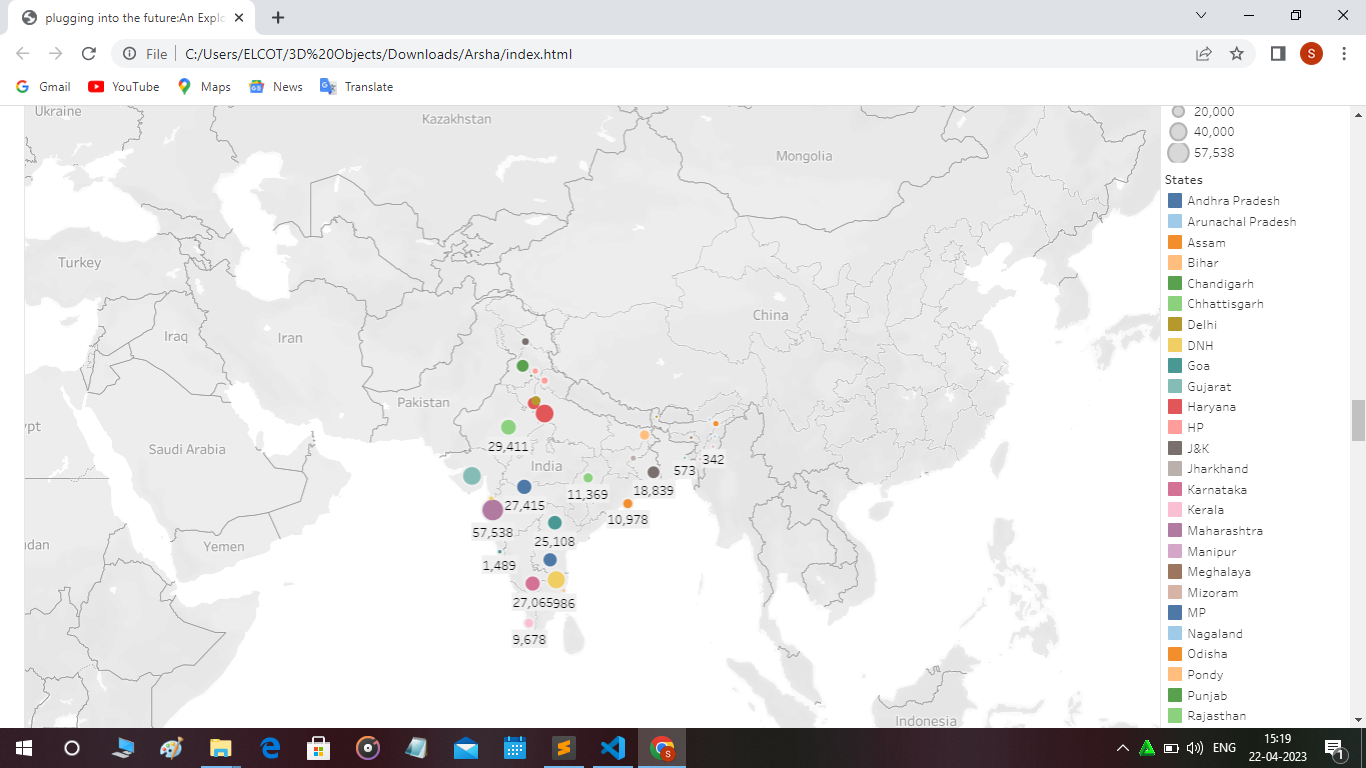 plugging into the future:An Explo
File
C:/Users/ELCOT/3D%20Objects/Downloads/Arsha/index.html
S
Gmail
YouTube
Maps
News
Translate
Ukraine
Kazakhstan
Mongolia
Turkey
China
Iraq
Iran
Pakistan
ypt
Saudi Arabia
India
Yemen
dan
Indonesia
29,411
342
573
18,839
11,369
27,415
10,978
57,538
25,108
1,489
27,065
986
9,678
20,000
40,000
57,538
States
Andhra Pradesh
Arunachal Pradesh
Assam
Bihar
Chandigarh
Chhattisgarh
Delhi
DNH
Goa
Gujarat
Haryana
HP
J&K
Jharkhand
Karnataka
Kerala
Maharashtra
Manipur
Meghalaya
Mizoram
MP
Nagaland
Odisha
Pondy
Punjab
Rajasthan
ENG
15:19
22-04-2023
1